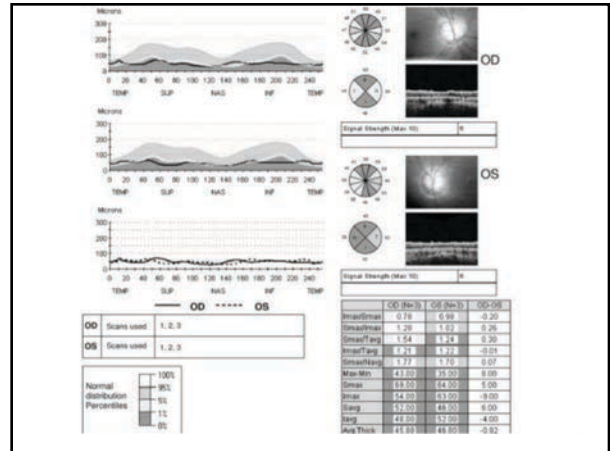 Microns
300
200
100
0
0 20 40 60 80 100 120 140 160 180 200 220 240
TEMP SUP NAS INF TEMP
OD
Signal Strength (Max 10) 6
Microns
300
200
100
0
0 20 40 60 80 100 120 140 160 180 200 220 240
TEMP SUP NAS INF TEMP
OS
Microns
300
200
100
0
0 20 40 60 80 100 120 140 160 180 200 220 240
TEMP SUP NAS INF TEMP
Signal Strength (Max 10) 6
OD OS
OD Scans used 1, 2, 3
OS Scans used 1, 2, 3
Normal distribution Percentiles
100%
95%
5%
1%
0%
OD (N=3) OS (N=3) OD-OS
Imax/Smax 0.78 0.98 -0.20
Smax/Imax 1.28 1.02 0.26
Smax/Tavg 1.54 1.24 0.30
Imax/Tavg 1.21 1.22 -0.01
Smax/Navg 1.77 1.70 0.07
Max-Min 43.00 35.00 8.00
Smax 69.00 64.00 5.00
Imax 54.00 63.00 -9.00
Savg 52.00 46.00 6.00
Iavg 48.00 52.00 -4.00
Avg.Thick 45.88 46.80 -0.92